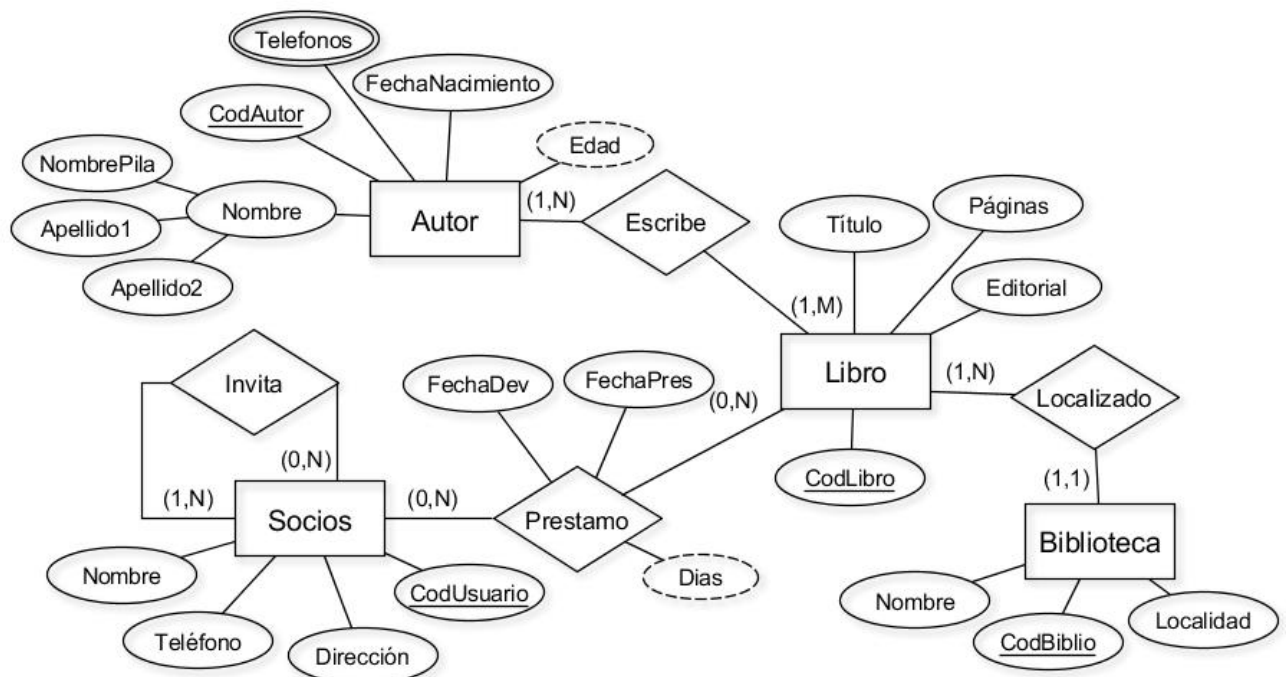 Telefonos
FechaNacimiento
CodAutor
Edad
NombrePila
Nombre
Apellido1
Apellido2
Autor
(1,N)
Escribe
(1,M)
Título
Páginas
Editorial
Libro
(1,N)
Localizado
(1,1)
CodLibro
Biblioteca
Nombre
CodBiblio
Localidad
Invita
(0,N)
(1,N)
FechaDev
FechaPres
(0,N)
(0,N)
Socios
Prestamo
Dias
Nombre
Teléfono
Dirección
CodUsuario